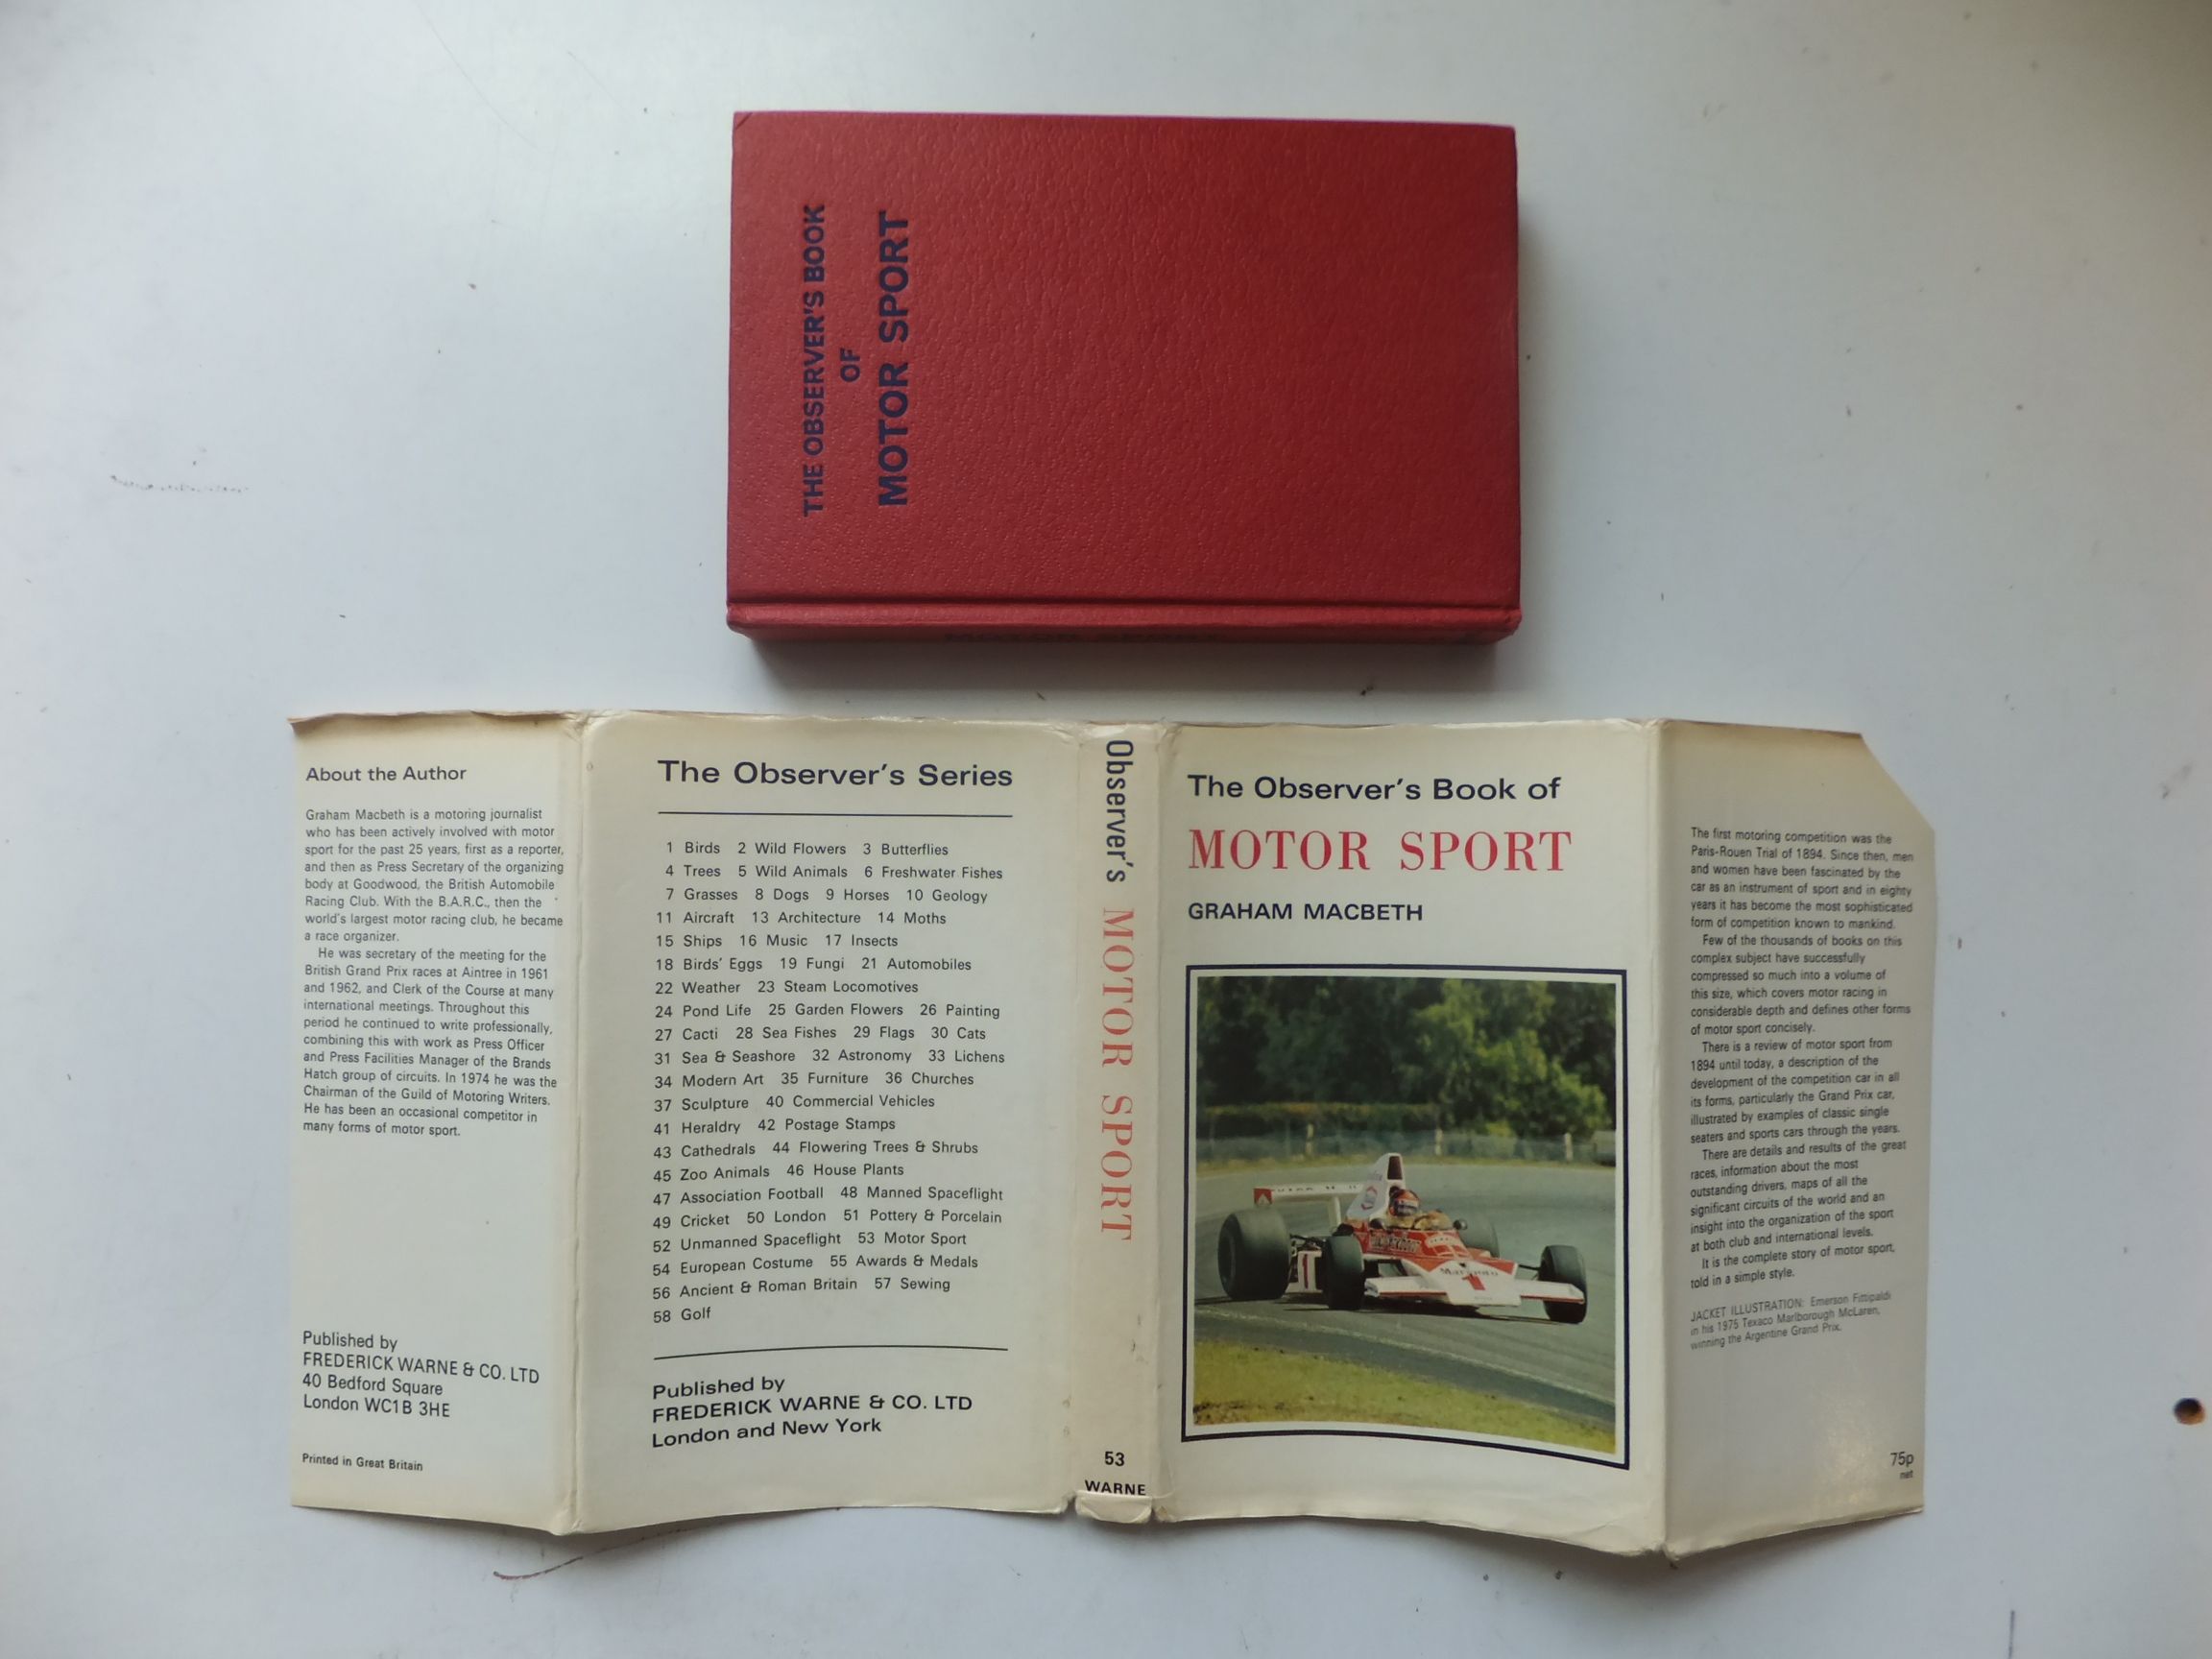 THE OBSERVER'S BOOK
OF
MOTOR SPORT
About the Author
Graham Macbeth is a motoring journalist
who has been actively involved with motor
sport for the past 25 years, first as a reporter,
and then as Press Secretary of the organizing
body at Goodwood, the British Automobile
Racing Club. With the B.A.R.C., then the
world's largest motor racing club, he became
a race organizer.
He was secretary of the meeting for the
British Grand Prix races at Aintree in 1961
and 1962, and Clerk of the Course at many
international meetings. Throughout this
period he continued to write professionally,
combining this with work as Press Officer
and Press Facilities Manager of the Brands
Hatch group of circuits. In 1974 he was the
Chairman of the Guild of Motoring Writers.
He has been an occasional competitor in
many forms of motor sport.
Published by
FREDERICK WARNE & CO. LTD
40 Bedford Square
London WC1B 3HE
Printed in Great Britain
The Observer's Series
1 Birds 2 Wild Flowers 3 Butterflies
4 Trees 5 Wild Animals 6 Freshwater Fishes
7 Grasses 8 Dogs 9 Horses 10 Geology
11 Aircraft 13 Architecture 14 Moths
15 Ships 16 Music 17 Insects
18 Birds' Eggs 19 Fungi 21 Automobiles
22 Weather 23 Steam Locomotives
24 Pond Life 25 Garden Flowers 26 Painting
27 Cacti 28 Sea Fishes 29 Flags 30 Cats
31 Sea & Seashore 32 Astronomy 33 Lichens
34 Modern Art 35 Furniture 36 Churches
37 Sculpture 40 Commercial Vehicles
41 Heraldry 42 Postage Stamps
43 Cathedrals 44 Flowering Trees & Shrubs
45 Zoo Animals 46 House Plants
47 Association Football 48 Manned Spaceflight
49 Cricket 50 London 51 Pottery & Porcelain
52 Unmanned Spaceflight 53 Motor Sport
54 European Costume 55 Awards & Medals
56 Ancient & Roman Britain 57 Sewing
58 Golf
Published by
FREDERICK WARNE & CO. LTD
London and New York
Observer's MOTOR SPORT
53
WARNE
The Observer's Book of
MOTOR SPORT
GRAHAM MACBETH
1
Marlboro
1
The first motoring competition was the
Paris-Rouen Trial of 1894. Since then, men
and women have been fascinated by the
car as an instrument of sport and in eighty
years it has become the most sophisticated
form of competition known to mankind.
Few of the thousands of books on this
complex subject have successfully
compressed so much into a volume of
this size, which covers motor racing in
considerable depth and defines other forms
of motor sport concisely.
There is a review of motor sport from
1894 until today, a description of the
development of the competition car in all
its forms, particularly the Grand Prix car,
illustrated by examples of classic single
seaters and sports cars through the years.
There are details and results of the great
races, information about the most
outstanding drivers, maps of all the
significant circuits of the world and an
insight into the organization of the sport
at both club and international levels.
It is the complete story of motor sport,
told in a simple style.
JACKET ILLUSTRATION: Emerson Fittipaldi
in his 1975 Texaco Marlborough McLaren,
winning the Argentine Grand Prix.
75p
net